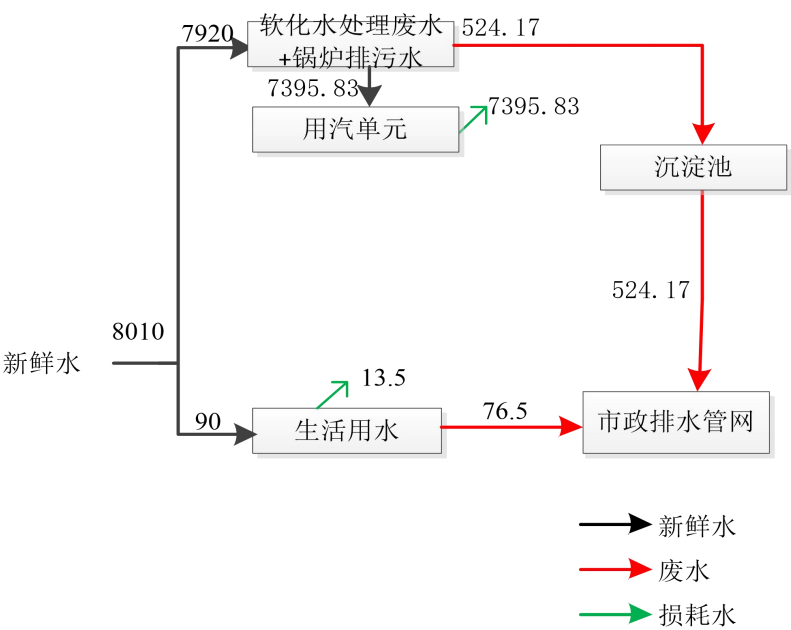 7920
软化水处理废水
+锅炉排污水
524.17
7395.83
用汽单元
7395.83
沉淀池
524.17
8010
新鲜水
13.5
90
生活用水
76.5
市政排水管网
新鲜水
废水
损耗水